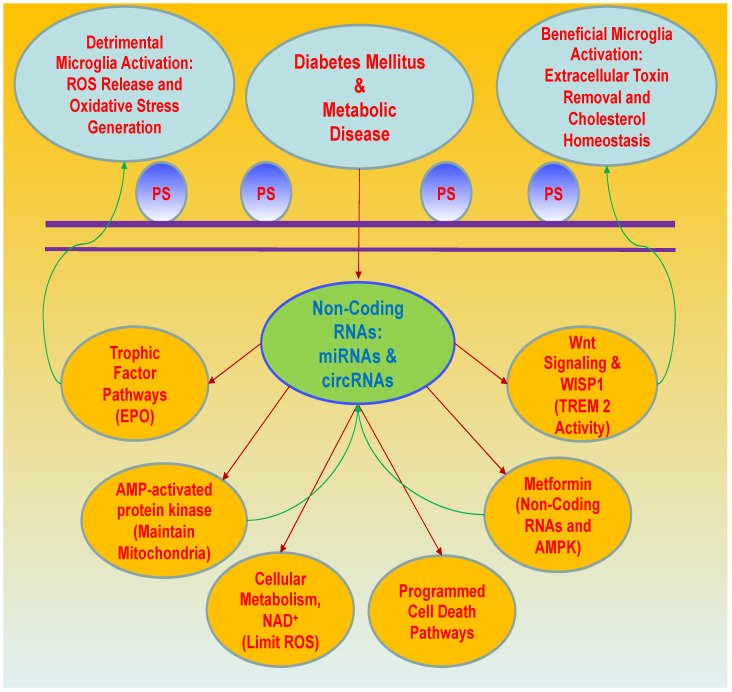 Detrimental
Microglia Activation:
ROS Release and
Oxidative Stress
Generation
Diabetes Mellitus
&
Metabolic
Disease
Beneficial Microglia
Activation:
Extracellular Toxin
Removal and
Cholesterol
Homeostasis
PS
PS
PS
PS
Non-Coding
RNAs:
miRNAs &
circRNAs
Trophic
Factor
Pathways
(EPO)
Wnt
Signaling &
WISP1
(TREM 2
Activity)
AMP-activated
protein kinase
(Maintain
Mitochondria)
Metformin
(Non-Coding
RNAs and
AMPK)
Cellular
Metabolism,
NAD⁺
(Limit ROS)
Programmed
Cell Death
Pathways